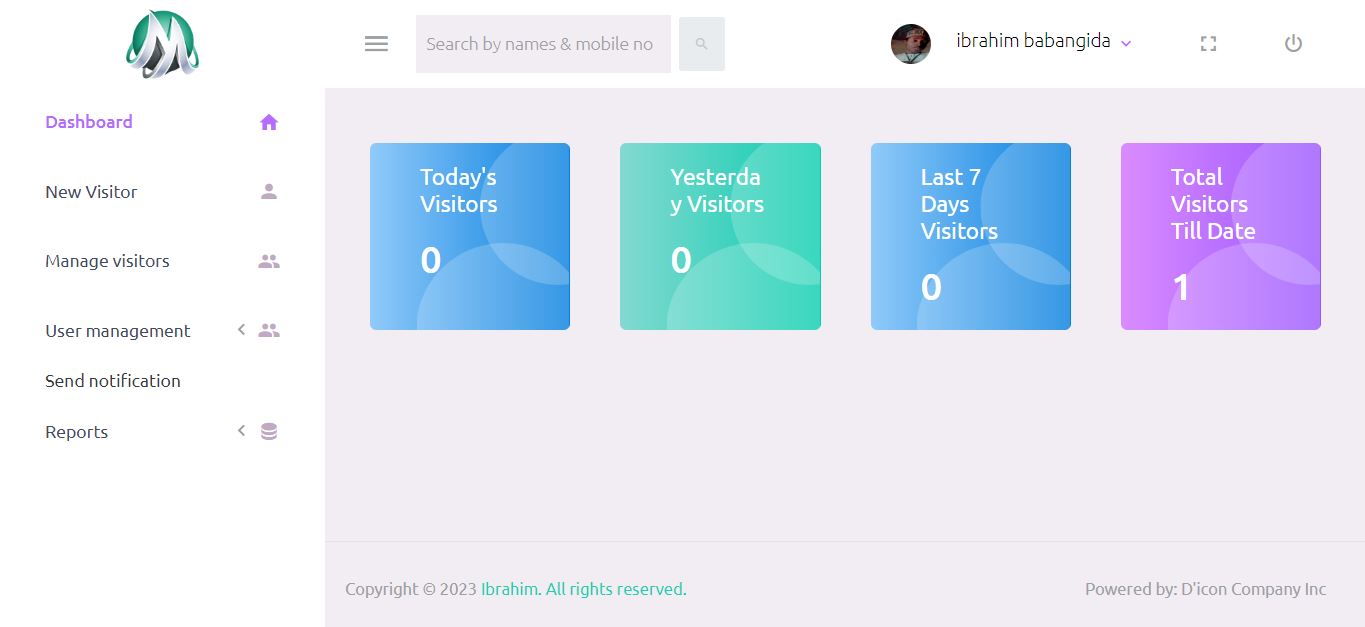 Search by names & mobile no
ibrahim babangida
Dashboard
New Visitor
Manage visitors
User management
Send notification
Reports
Today's
Visitors
0
Yesterda
y Visitors
0
Last 7
Days
Visitors
0
Total
Visitors
Till Date
1
Copyright © 2023 Ibrahim. All rights reserved.
Powered by: D'icon Company Inc